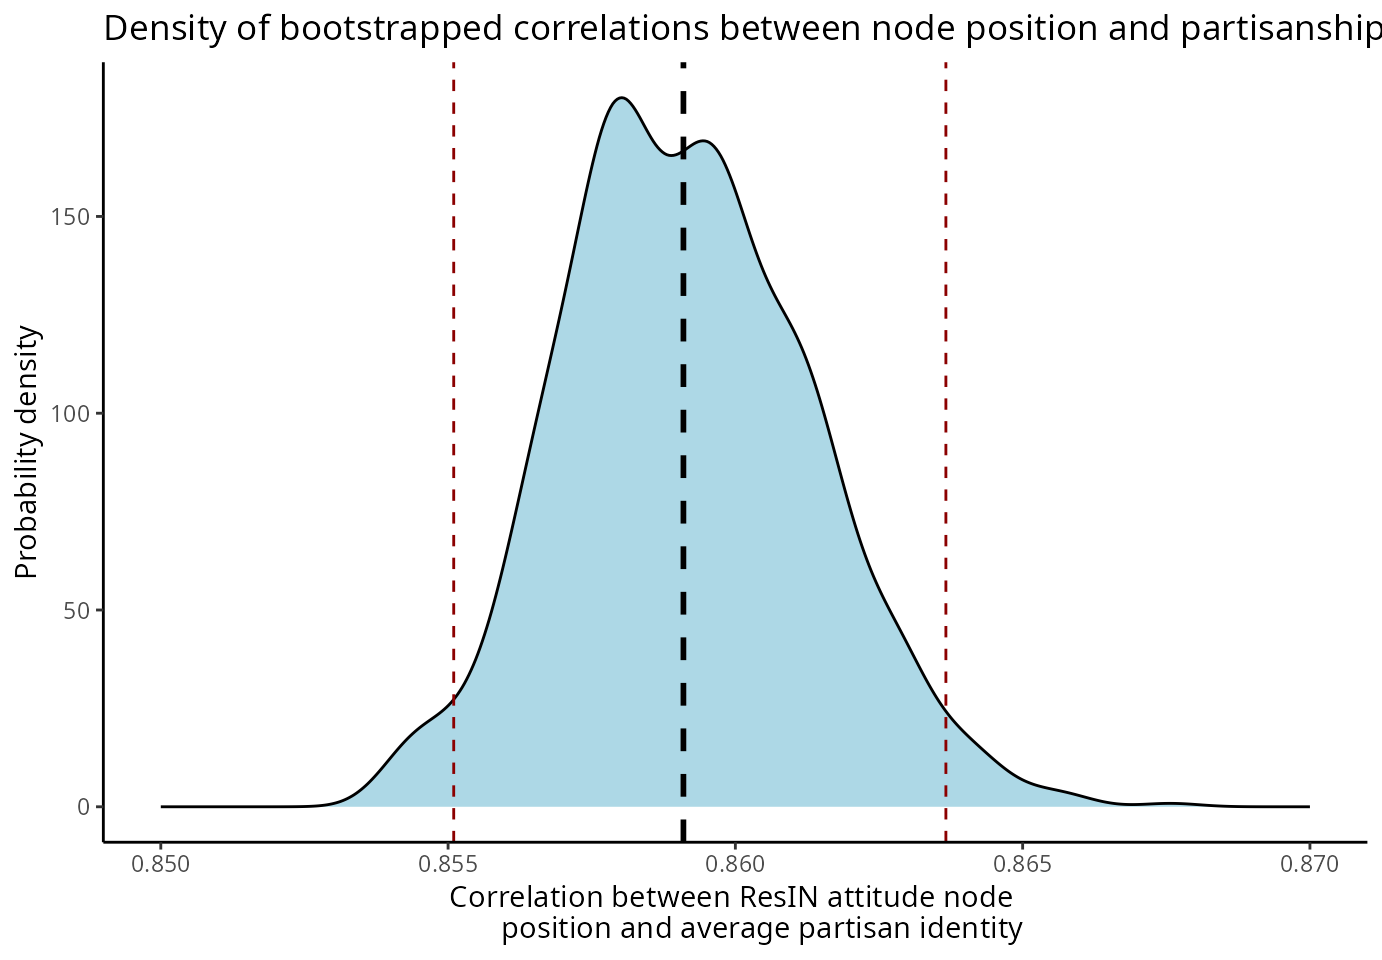 Density of bootstrapped correlations between node position and partisanship
Probability density
150
100
50
0
0.850 0.855 0.860 0.865 0.870
Correlation between ResIN attitude node
position and average partisan identity